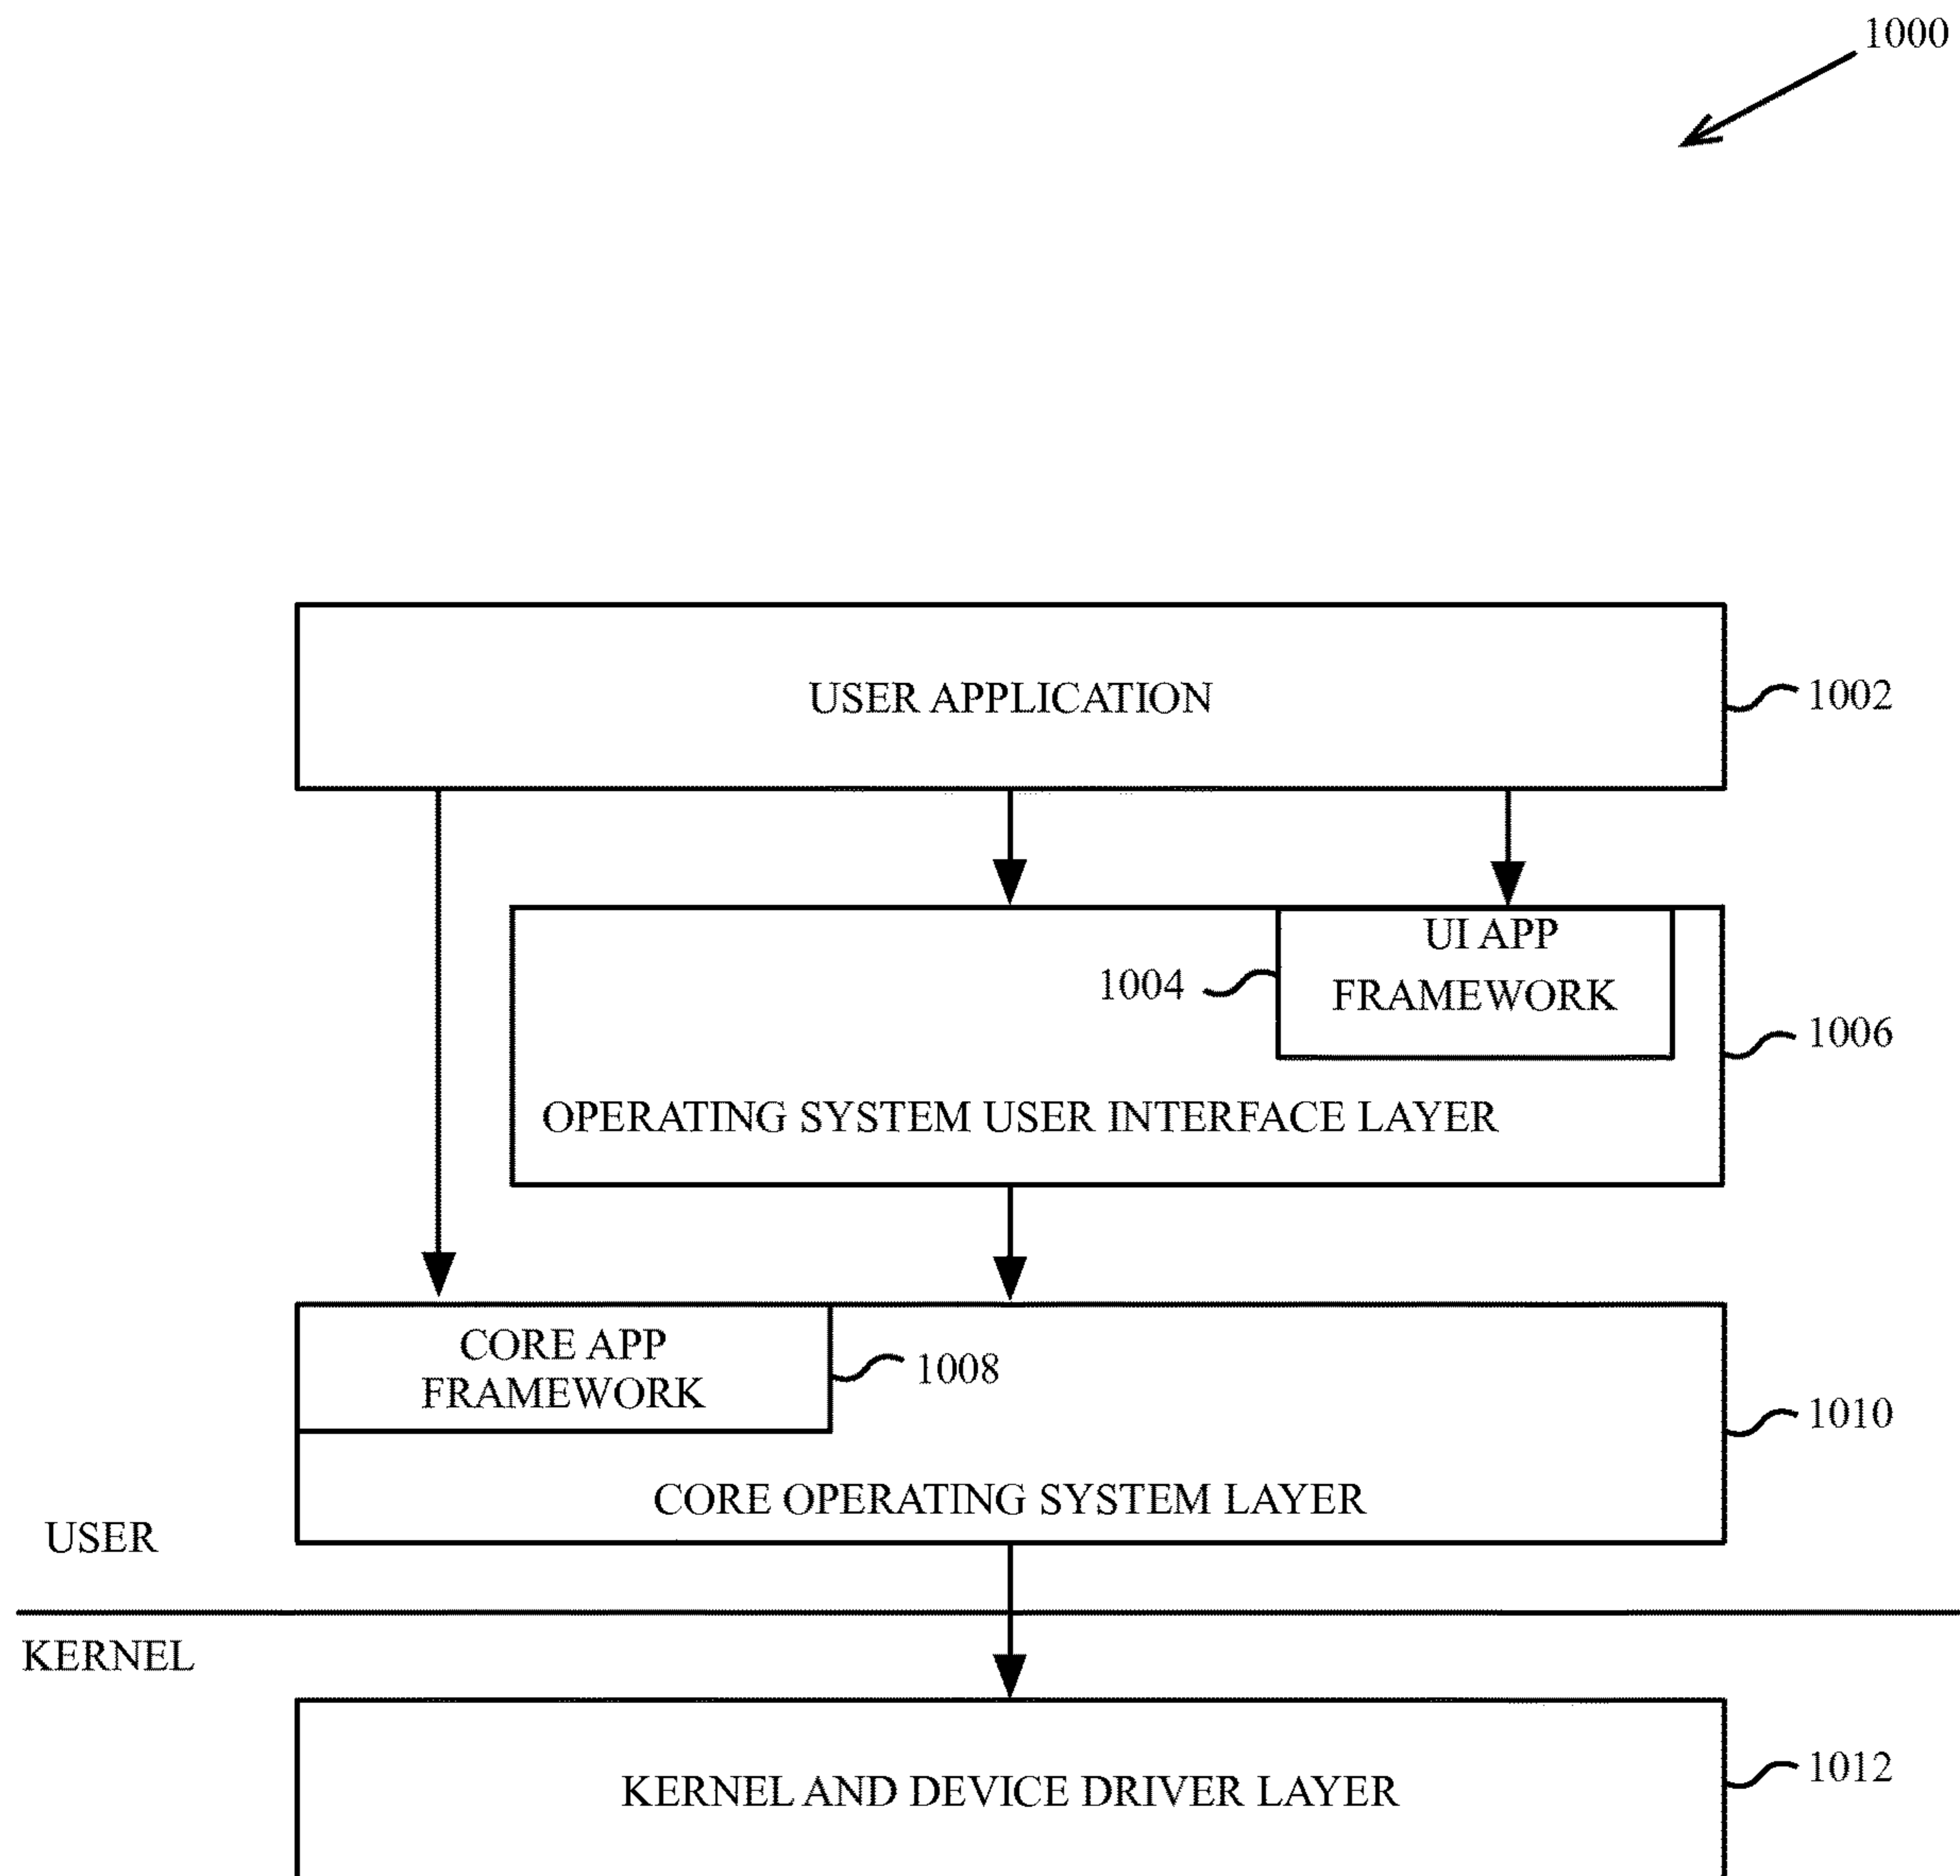 1000
USER APPLICATION
1002
UI APP
FRAMEWORK
1004
1006
OPERATING SYSTEM USER INTERFACE LAYER
CORE APP
FRAMEWORK
1008
1010
CORE OPERATING SYSTEM LAYER
USER
KERNEL
KERNEL AND DEVICE DRIVER LAYER
1012